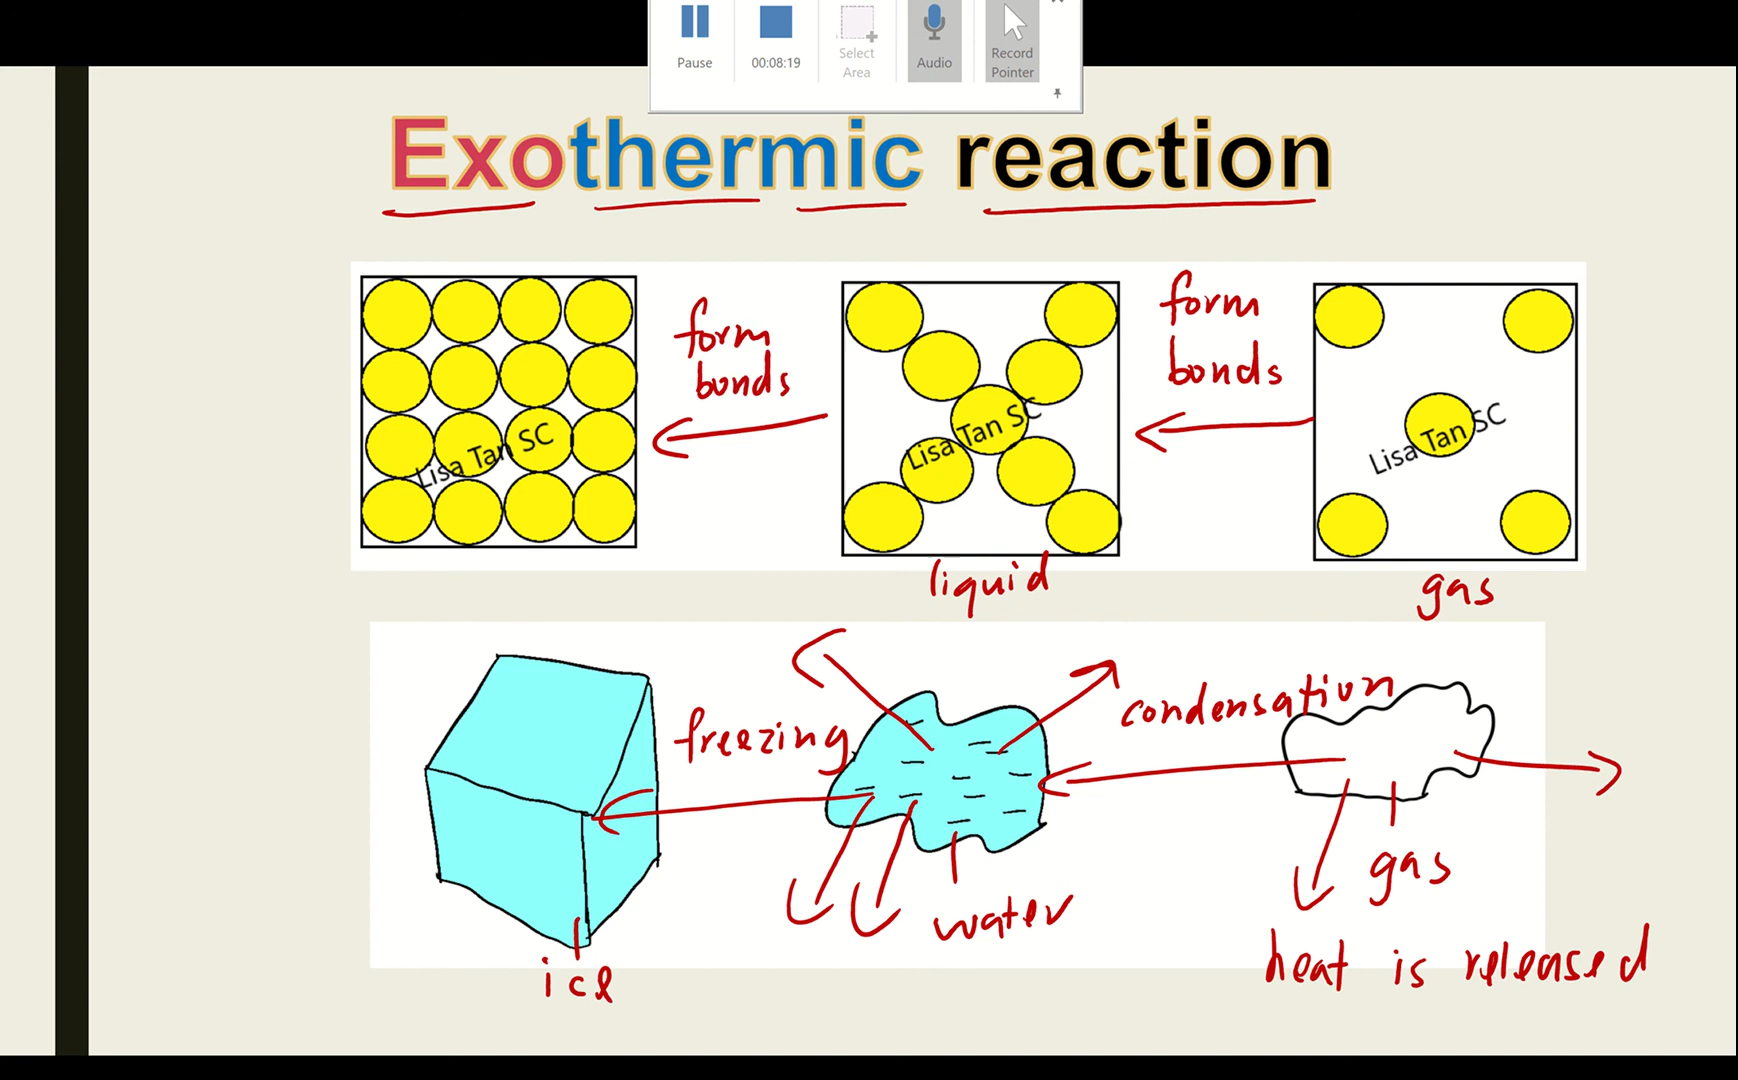 Pause
00:08:19
Select
Area
Audio
Record
Pointer
Exothermic reaction
form
bonds
form
bonds
Lisa Tan SC
Lisa Tan SC
Lisa Tan SC
liquid
gas
freezing
condensation
water
gas
ice
heat is released